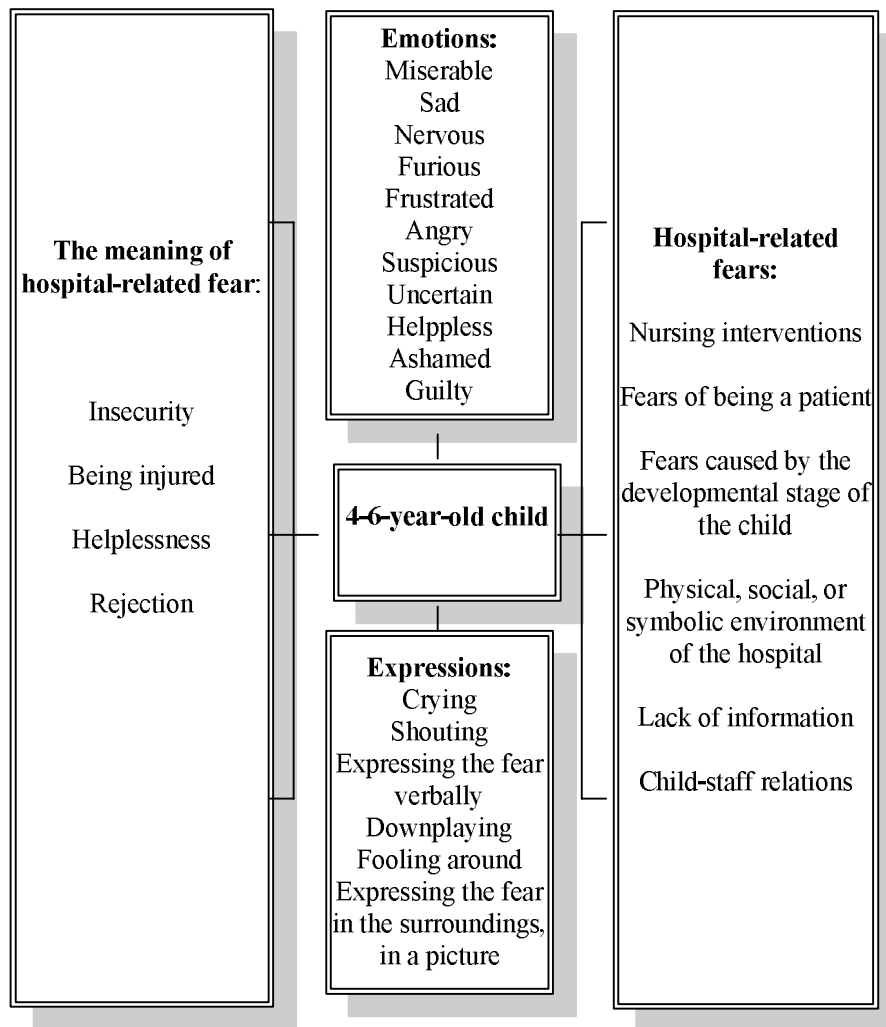 The meaning of
hospital-related fear:
Insecurity
Being injured
Helplessness
Rejection
Emotions:
Miserable
Sad
Nervous
Furious
Frustrated
Angry
Suspicious
Uncertain
Helppless
Ashamed
Guilty
4-6-year-old child
Expressions:
Crying
Shouting
Expressing the fear
verbally
Downplaying
Fooling around
Expressing the fear
in the surroundings,
in a picture
Hospital-related
fears:
Nursing interventions
Fears of being a patient
Fears caused by the
developmental stage of
the child
Physical, social, or
symbolic environment
of the hospital
Lack of information
Child-staff relations